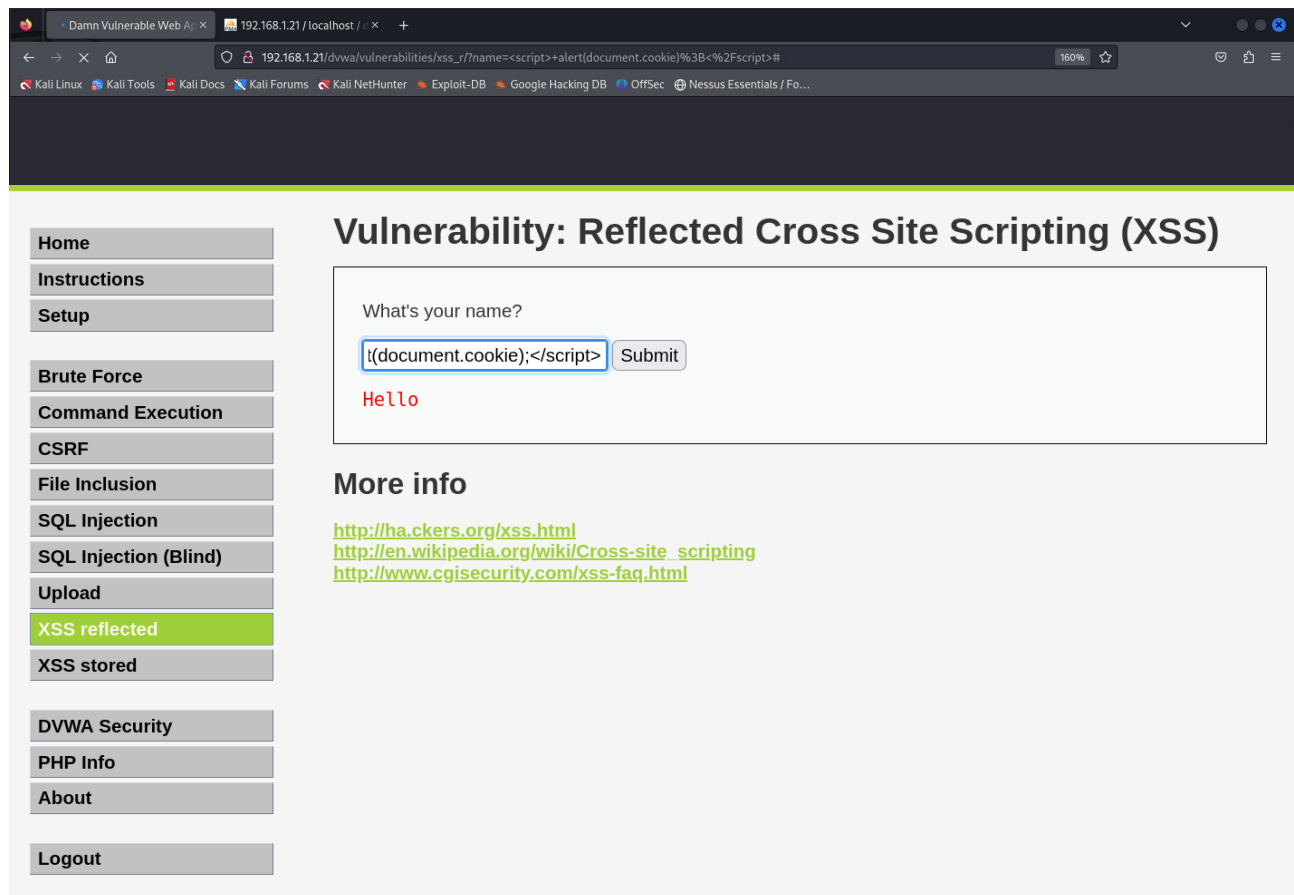 Damn Vulnerable Web Ap
192.168.1.21 / localhost / d
192.168.1.21/dvwa/vulnerabilities/xss_r/?name=<script>+alert(document.cookie)%3B<%2Fscript>#
160%
Kali Linux Kali Tools Kali Docs Kali Forums Kali NetHunter Exploit-DB Google Hacking DB OffSec Nessus Essentials / Fo...
Vulnerability: Reflected Cross Site Scripting (XSS)
Home
Instructions
Setup
Brute Force
Command Execution
CSRF
File Inclusion
SQL Injection
SQL Injection (Blind)
Upload
XSS reflected
XSS stored
DVWA Security
PHP Info
About
Logout
What's your name?
t(document.cookie);</script> Submit
Hello
More info
http://ha.ckers.org/xss.html
http://en.wikipedia.org/wiki/Cross-site_scripting
http://www.cgisecurity.com/xss-faq.html